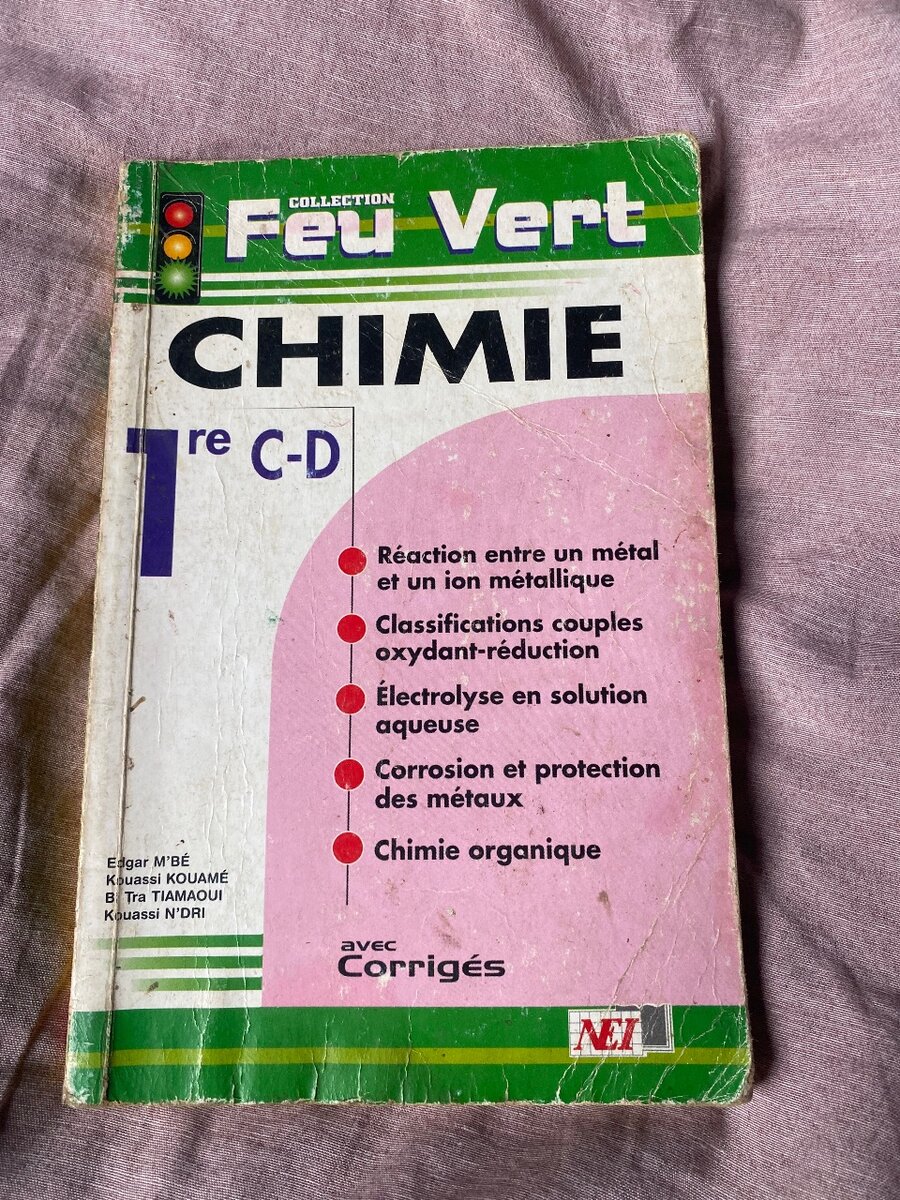 COLLECTION
Feu Vert
CHIMIE
1re C-D
Réaction entre un métal
et un ion métallique
Classifications couples
oxydant-réduction
Électrolyse en solution
aqueuse
Corrosion et protection
des métaux
Chimie organique
Edgar M'BÉ
Kouassi KOUAMÉ
Bi Tra TIAMAOUI
Kouassi N'DRI
avec
Corrigés
NEI